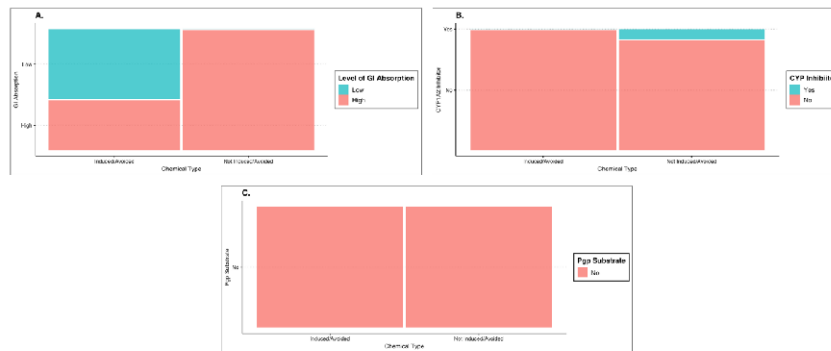 A.
GI Absorption
Low
High
Induced/Avoided
Not Induced/Avoided
Chemical Type
Level of GI Absorption
Low
High
B.
CYP1A2 Inhibitor
Yes
No
Induced/Avoided
Not Induced/Avoided
Chemical Type
CYP Inhibitor
Yes
No
C.
Pgp Substrate
No
Induced/Avoided
Not Induced/Avoided
Chemical Type
Pgp Substrate
No